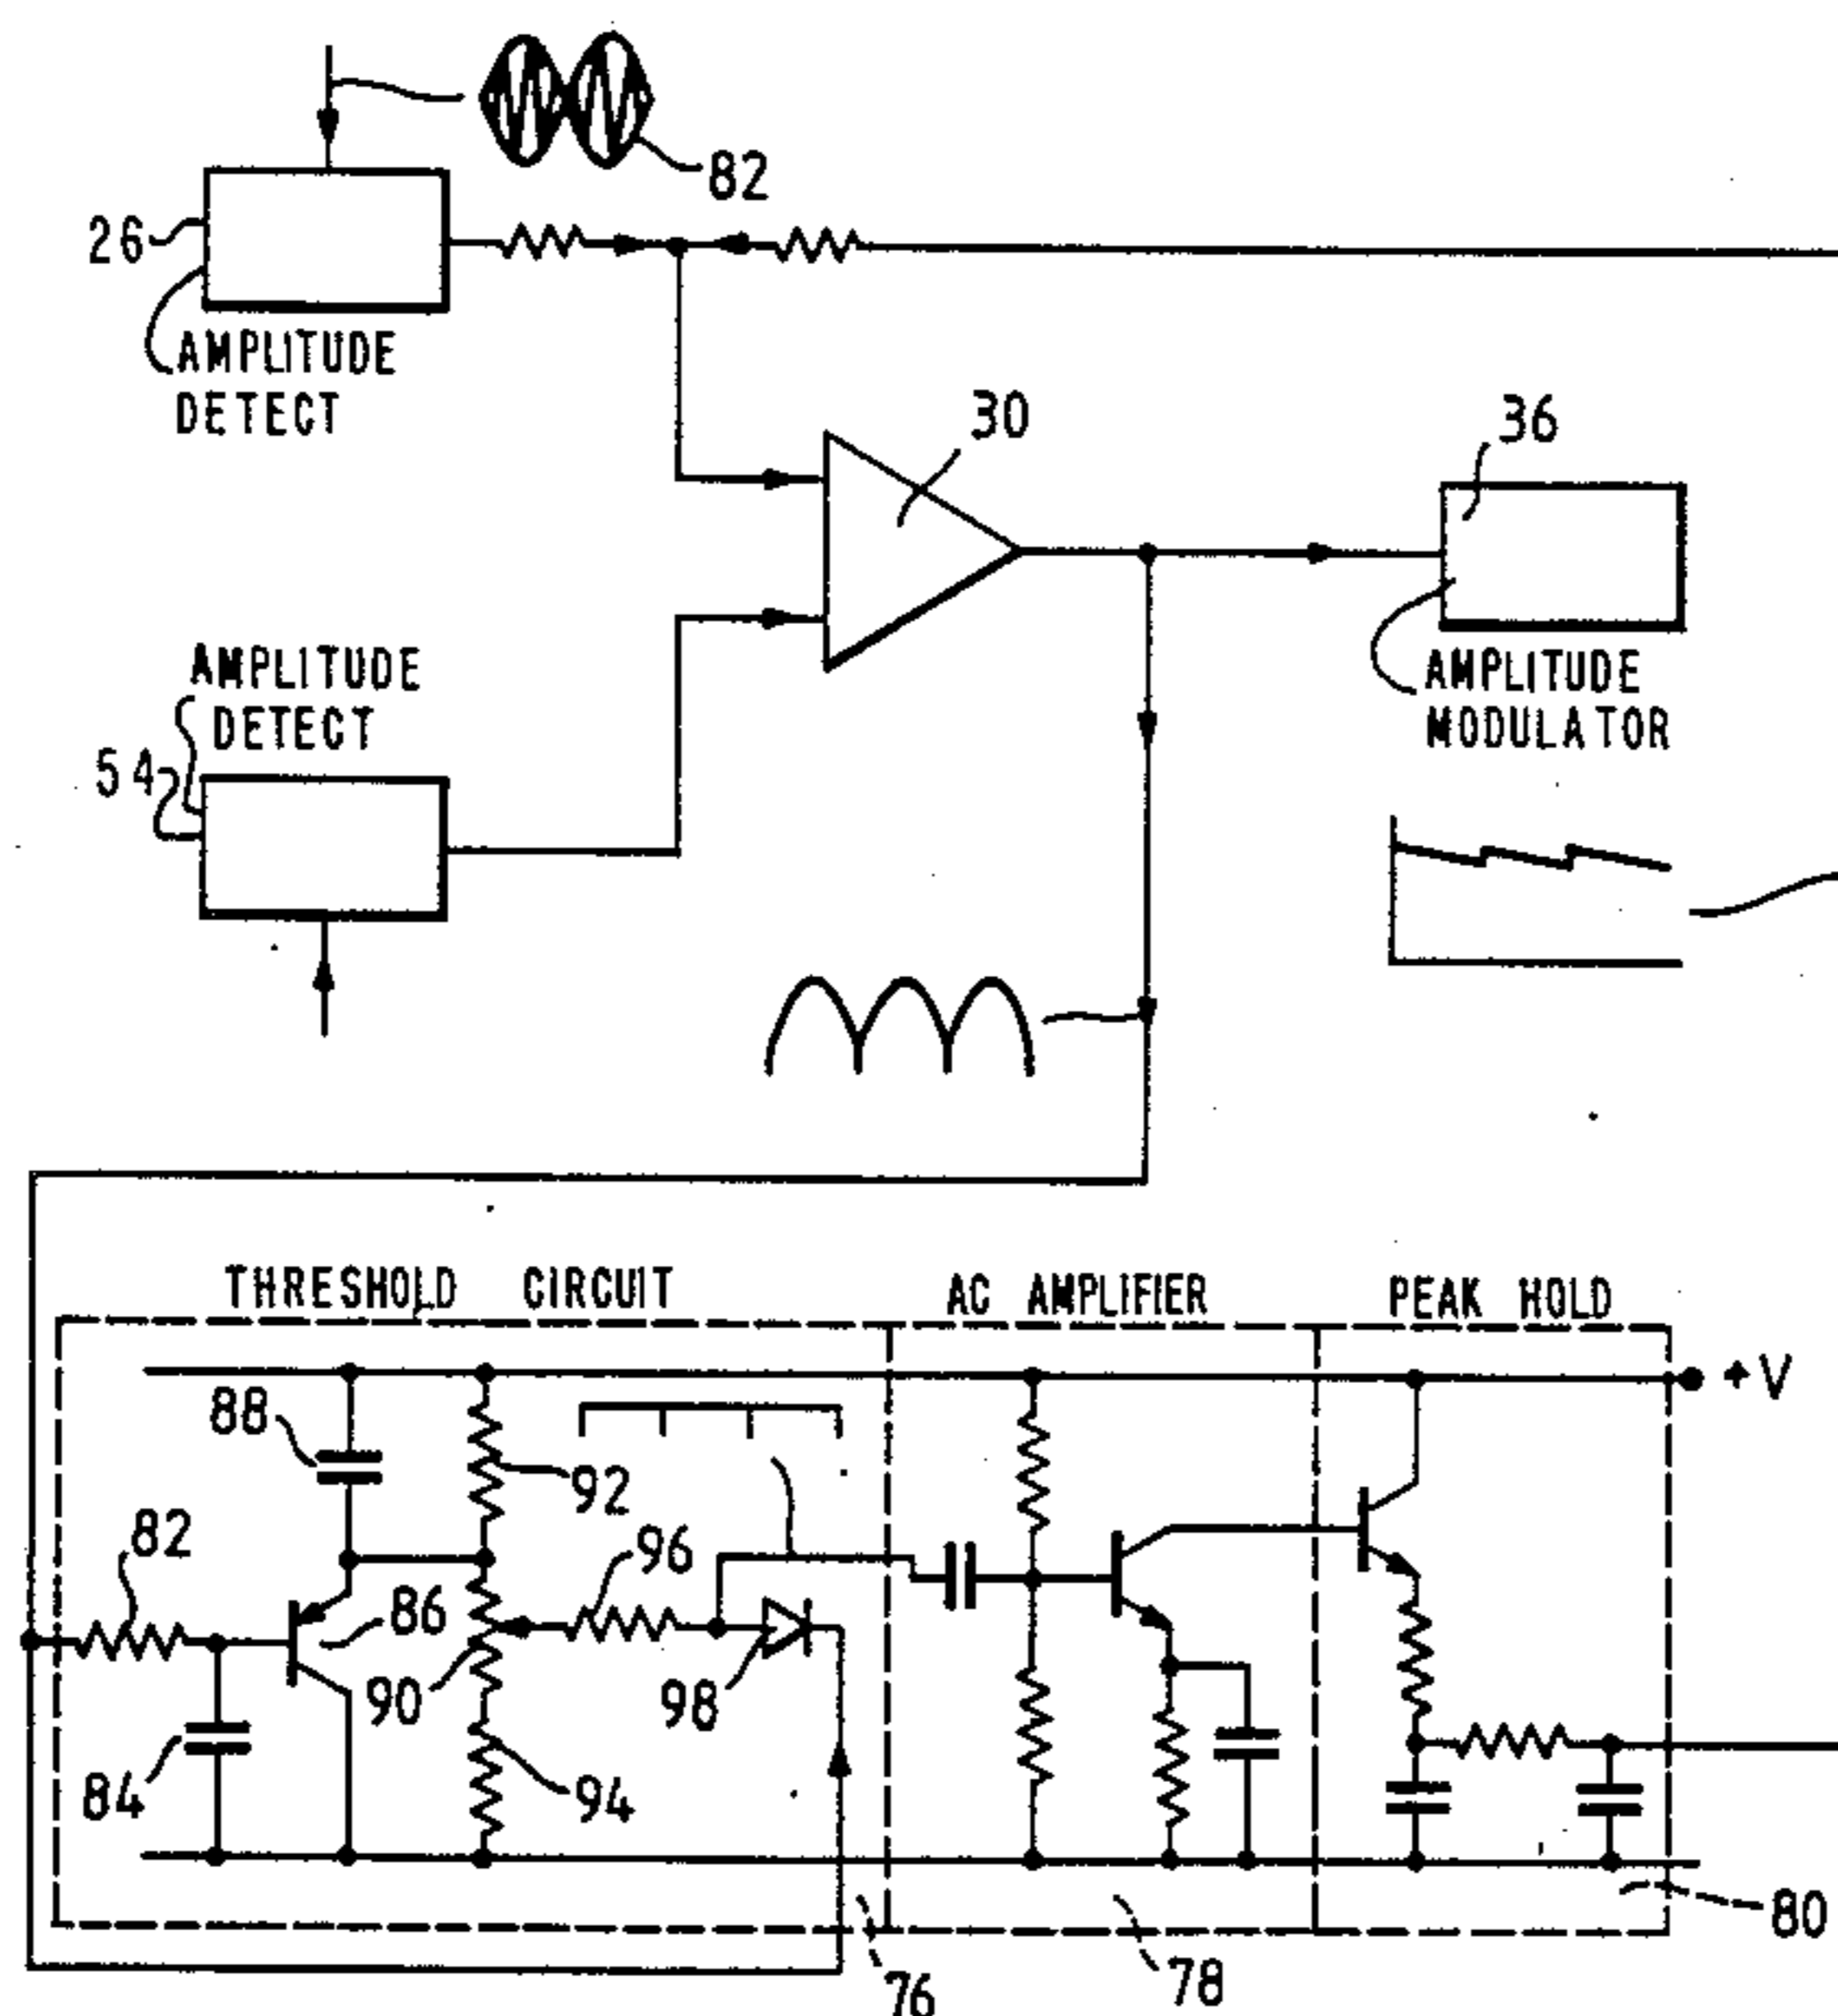 82
26
AMPLITUDE
DETECT
30
36
AMPLITUDE
MODULATOR
AMPLITUDE
DETECT
54
THRESHOLD CIRCUIT
AC AMPLIFIER
PEAK HOLD
+V
88
92
82
96
86
90
98
84
94
80
76
78